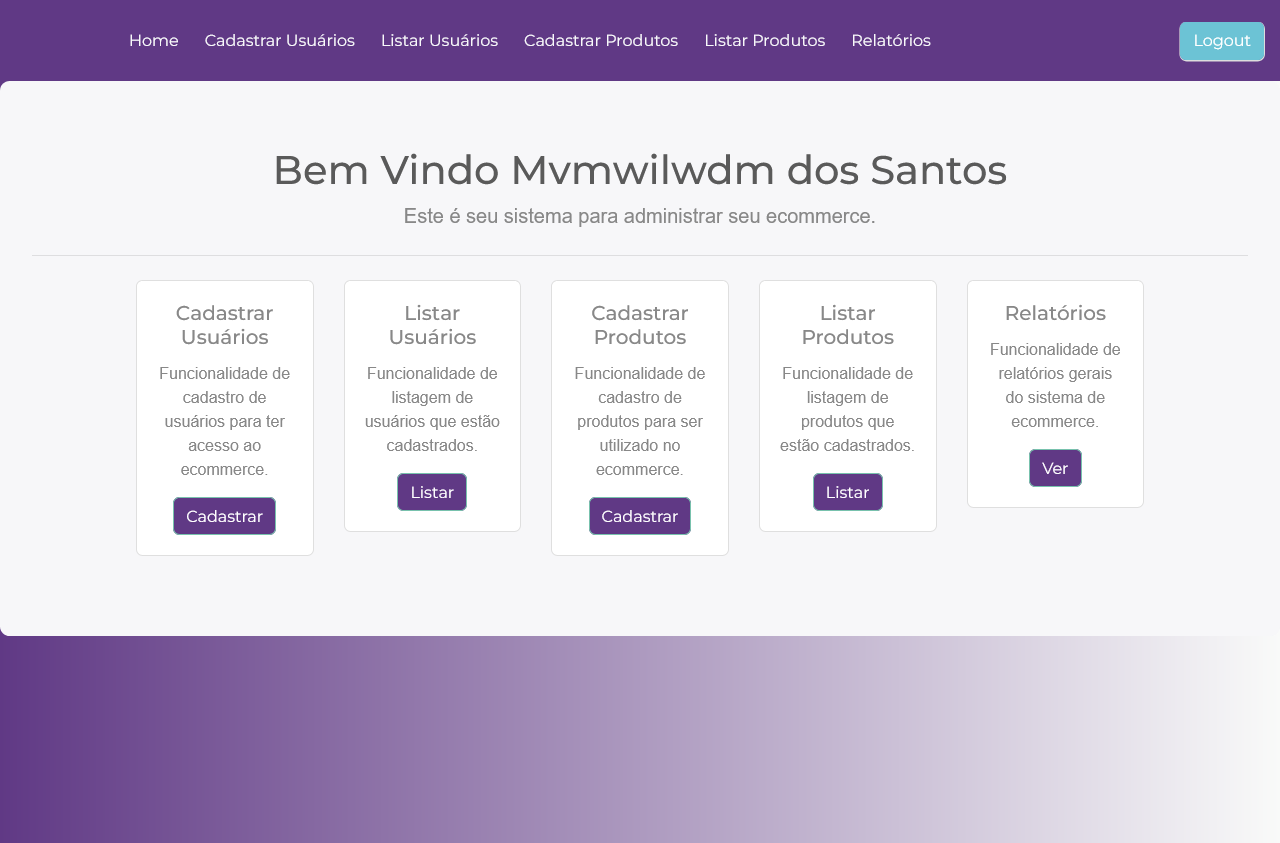 Home Cadastrar Usuários Listar Usuários Cadastrar Produtos Listar Produtos Relatórios Logout
Bem Vindo Mvmwilwdm dos Santos
Este é seu sistema para administrar seu ecommerce.
Cadastrar
Usuários
Funcionalidade de
cadastro de
usuários para ter
acesso ao
ecommerce.
Cadastrar
Listar
Usuários
Funcionalidade de
listagem de
usuários que estão
cadastrados.
Listar
Cadastrar
Produtos
Funcionalidade de
cadastro de
produtos para ser
utilizado no
ecommerce.
Cadastrar
Listar
Produtos
Funcionalidade de
listagem de
produtos que
estão cadastrados.
Listar
Relatórios
Funcionalidade de
relatórios gerais
do sistema de
ecommerce.
Ver